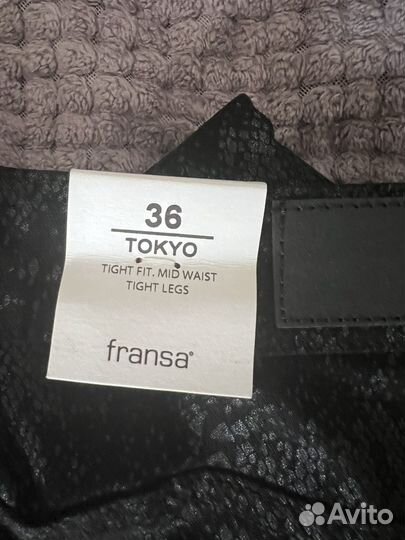 36
TOKYO
TIGHT FIT. MID WAIST
TIGHT LEGS
fransa®
Avito